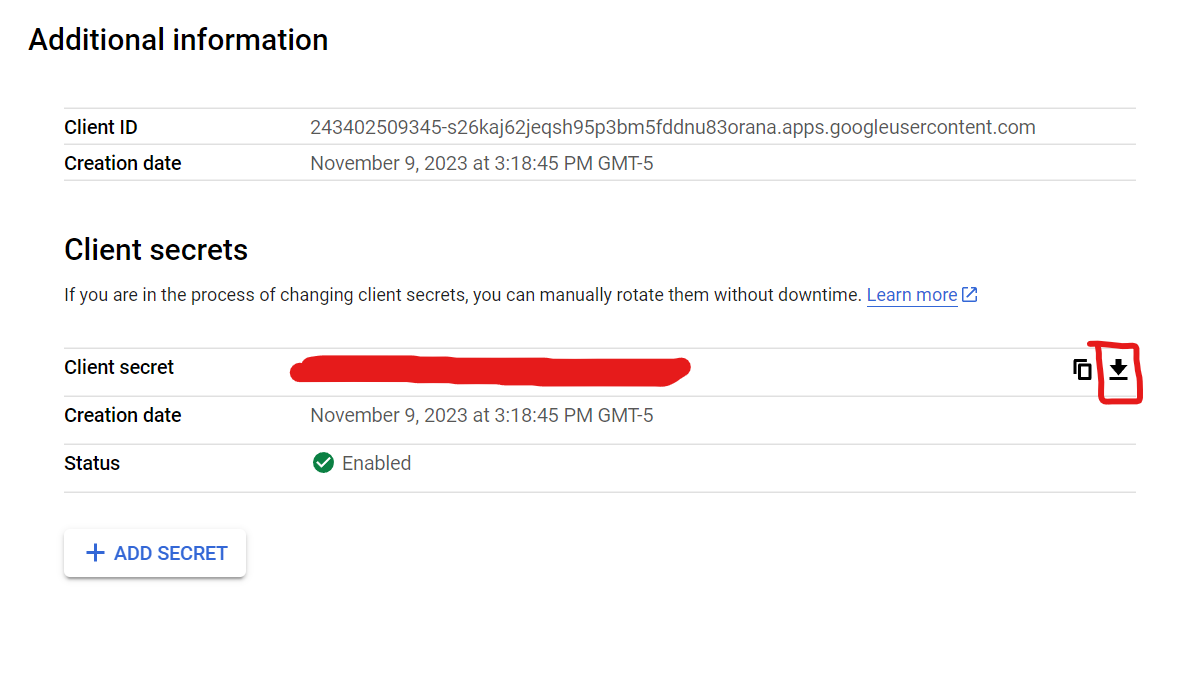 Additional information
Client ID 243402509345-s26kaj62jeqsh95p3bm5fddnu83orana.apps.googleusercontent.com
Creation date November 9, 2023 at 3:18:45 PM GMT-5
Client secrets
If you are in the process of changing client secrets, you can manually rotate them without downtime. Learn more
Client secret
Creation date November 9, 2023 at 3:18:45 PM GMT-5
Status Enabled
+ ADD SECRET